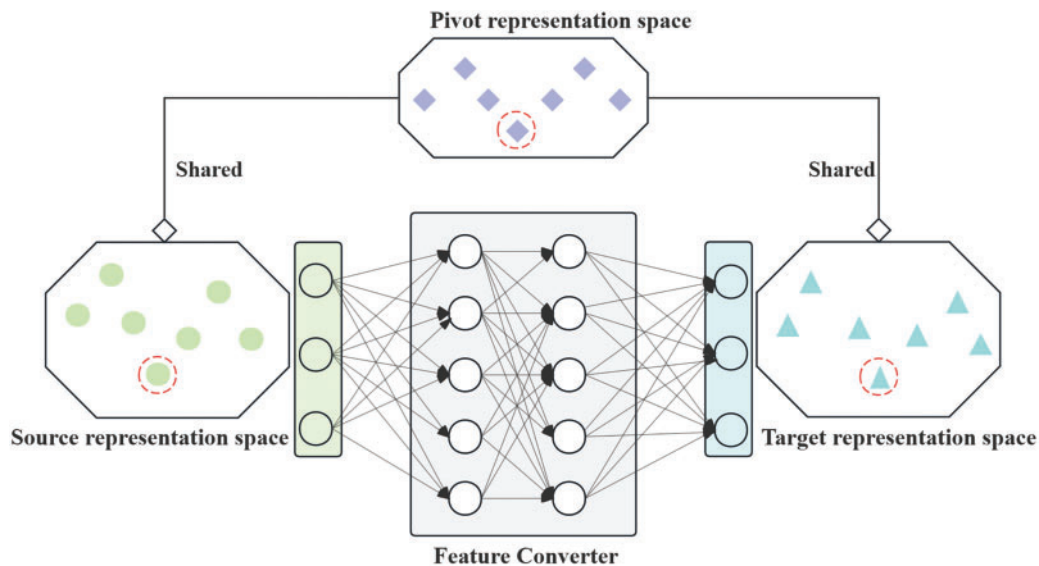 Pivot representation space
Shared
Shared
Source representation space
Target representation space
Feature Converter